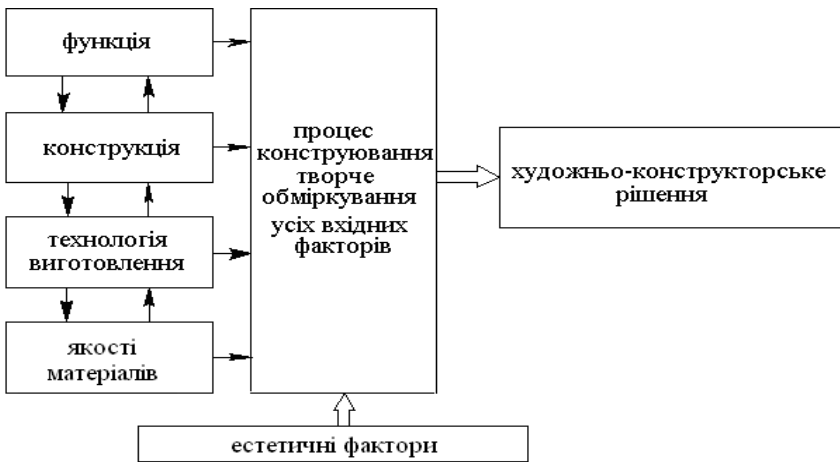 функція
конструкція
технологія
виготовлення
якості
матеріалів
процес
конструювання
творче
обміркування
усіх вхідних
факторів
художньо-конструкторське
рішення
естетичні фактори